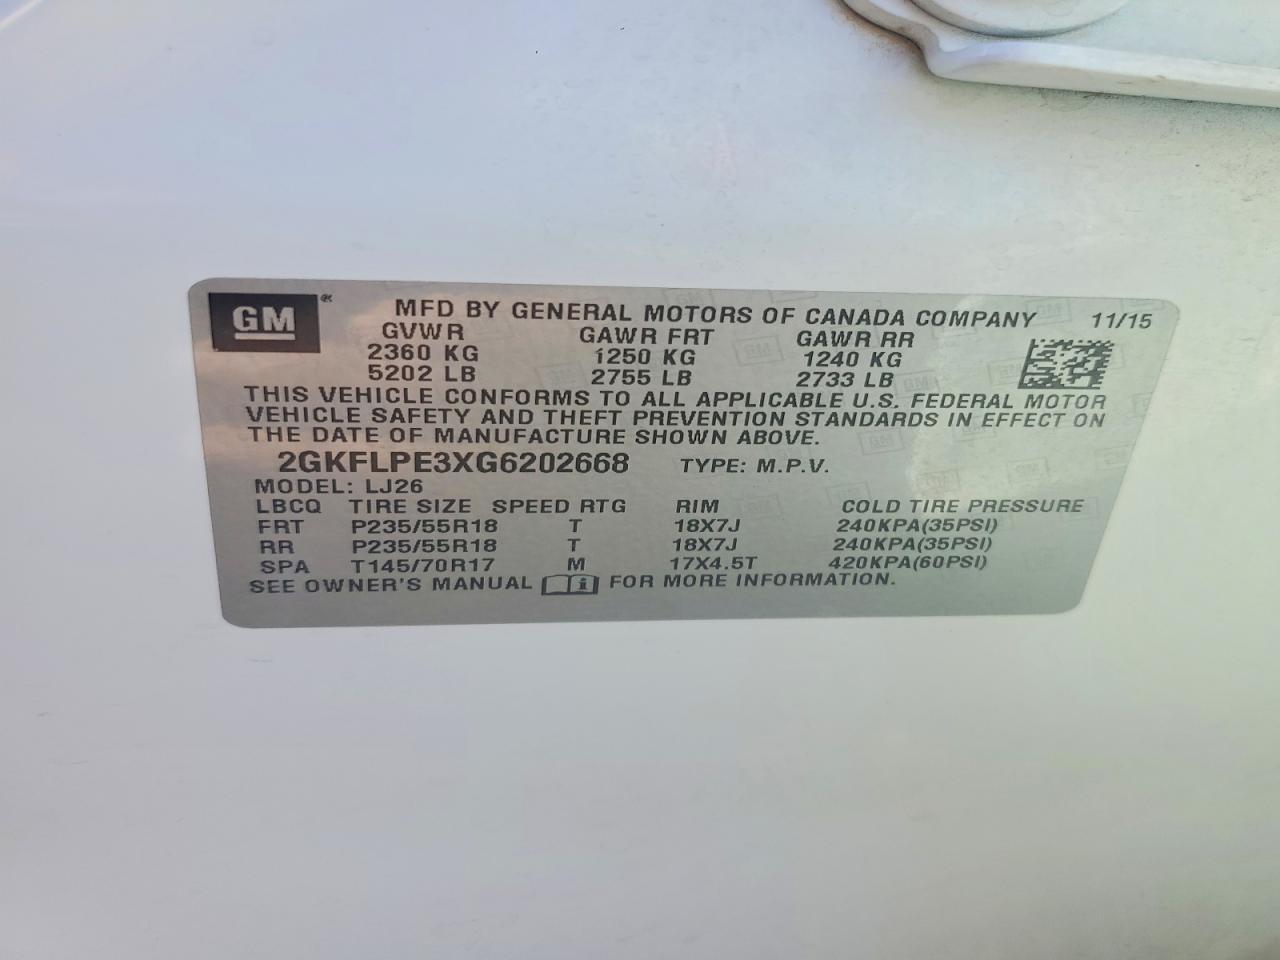 GM®
MFD BY GENERAL MOTORS OF CANADA COMPANY 11/15
GVWR GAWR FRT GAWR RR
2360 KG 1250 KG 1240 KG
5202 LB 2755 LB 2733 LB
THIS VEHICLE CONFORMS TO ALL APPLICABLE U.S. FEDERAL MOTOR
VEHICLE SAFETY AND THEFT PREVENTION STANDARDS IN EFFECT ON
THE DATE OF MANUFACTURE SHOWN ABOVE.
2GKFLPE3XG6202668 TYPE: M.P.V.
MODEL: LJ26
LBCQ TIRE SIZE SPEED RTG RIM COLD TIRE PRESSURE
FRT P235/55R18 T 18X7J 240KPA(35PSI)
RR P235/55R18 T 18X7J 240KPA(35PSI)
SPA T145/70R17 M 17X4.5T 420KPA(60PSI)
SEE OWNER'S MANUAL i FOR MORE INFORMATION.